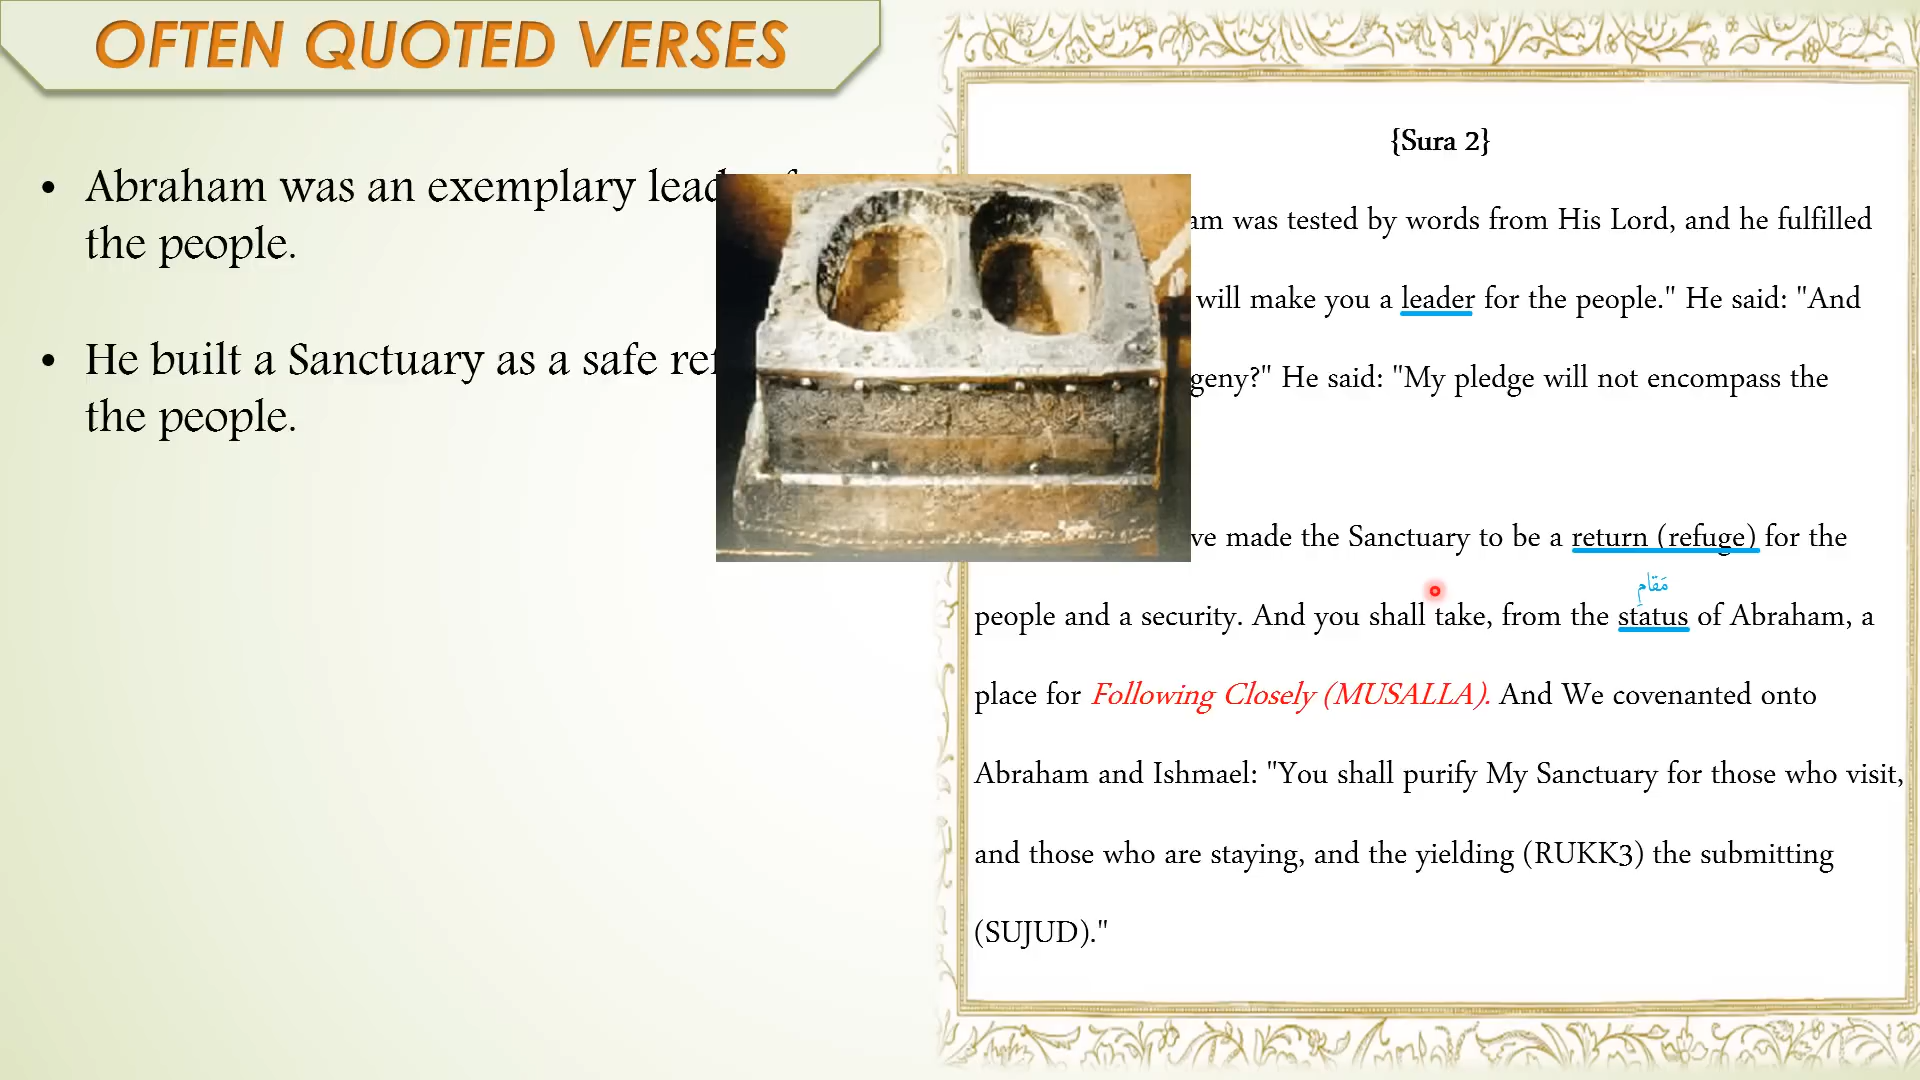 OFTEN QUOTED VERSES
• Abraham was an exemplary
the people.
• He built a Sanctuary as a safe
the people.
{Sura 2}
was tested by words from His Lord, and he fulfilled
will make you a leader for the people." He said: "And
He said: "My pledge will not encompass the
made the Sanctuary to be a return (refuge) for the
مَقامِ
people and a security. And you shall take, from the status of Abraham, a
place for Following Closely (MUSALLA). And We covenanted onto
Abraham and Ishmael: "You shall purify My Sanctuary for those who visit,
and those who are staying, and the yielding (RUKK3) the submitting
(SUJUD)."